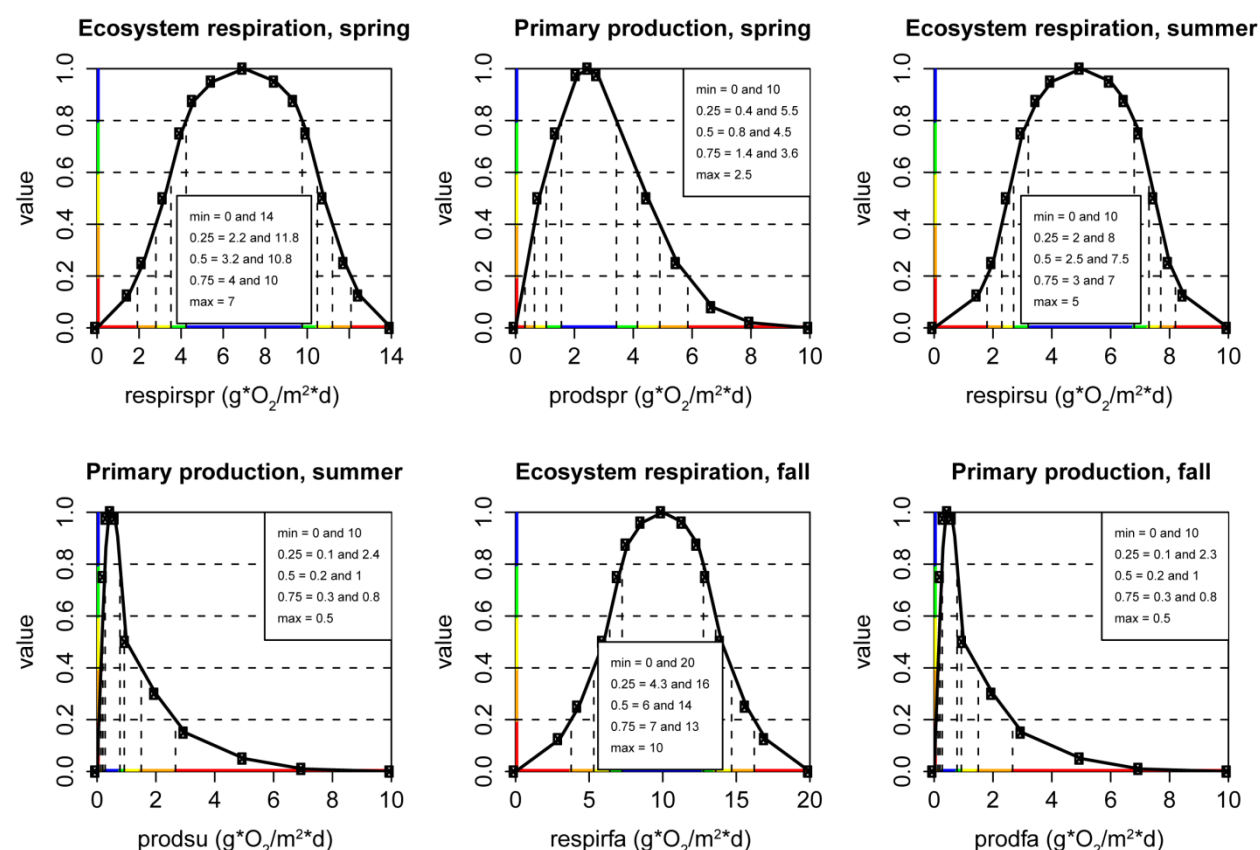 Ecosystem respiration, spring
value
1.0
0.8
0.6
0.4
0.2
0.0
min = 0 and 14
0.25 = 2.2 and 11.8
0.5 = 3.2 and 10.8
0.75 = 4 and 10
max = 7
0 2 4 6 8 10 14
respirspr (g*O₂/m²*d)
Primary production, spring
value
1.0
0.8
0.6
0.4
0.2
0.0
min = 0 and 10
0.25 = 0.4 and 5.5
0.5 = 0.8 and 4.5
0.75 = 1.4 and 3.6
max = 2.5
0 2 4 6 8 10
prodspr (g*O₂/m²*d)
Ecosystem respiration, summer
value
1.0
0.8
0.6
0.4
0.2
0.0
min = 0 and 10
0.25 = 2 and 8
0.5 = 2.5 and 7.5
0.75 = 3 and 7
max = 5
0 2 4 6 8 10
respirsu (g*O₂/m²*d)
Primary production, summer
value
1.0
0.8
0.6
0.4
0.2
0.0
min = 0 and 10
0.25 = 0.1 and 2.4
0.5 = 0.2 and 1
0.75 = 0.3 and 0.8
max = 0.5
0 2 4 6 8 10
prodsu (g*O₂/m²*d)
Ecosystem respiration, fall
value
1.0
0.8
0.6
0.4
0.2
0.0
min = 0 and 20
0.25 = 4.3 and 16
0.5 = 6 and 14
0.75 = 7 and 13
max = 10
0 5 10 15 20
respirfa (g*O₂/m²*d)
Primary production, fall
value
1.0
0.8
0.6
0.4
0.2
0.0
min = 0 and 10
0.25 = 0.1 and 2.3
0.5 = 0.2 and 1
0.75 = 0.3 and 0.8
max = 0.5
0 2 4 6 8 10
prodfa (g*O₂/m²*d)